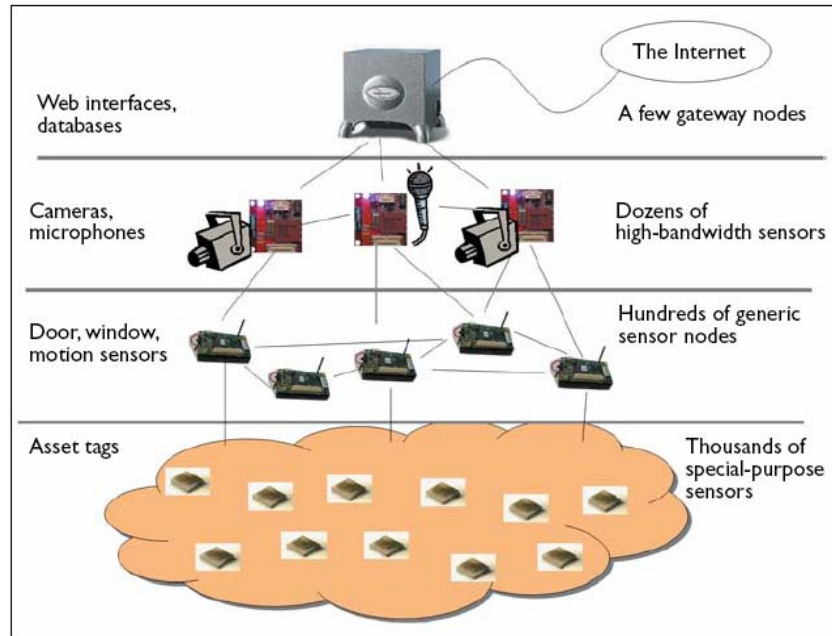 The Internet
Web interfaces,
databases
A few gateway nodes
Cameras,
microphones
Dozens of
high-bandwidth sensors
Door, window,
motion sensors
Hundreds of generic
sensor nodes
Asset tags
Thousands of
special-purpose
sensors